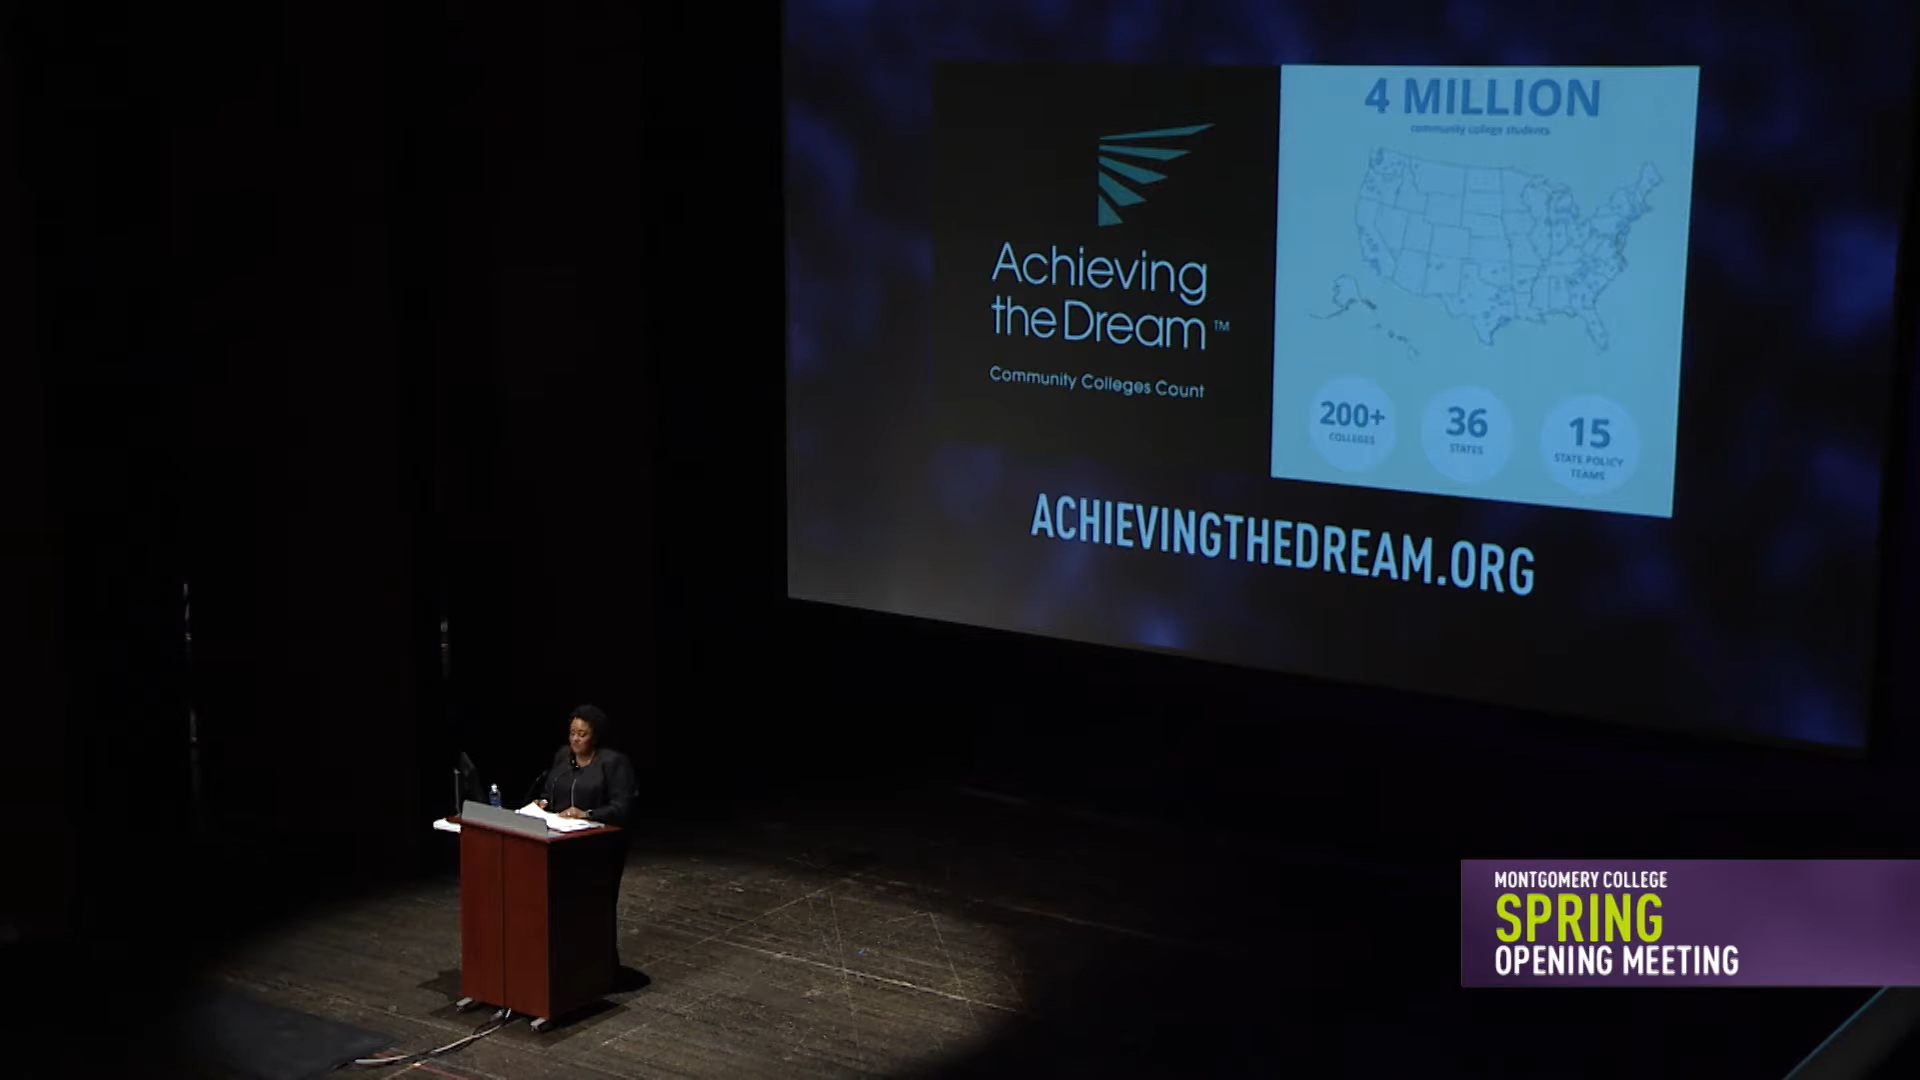 4 MILLION
community college students
Achieving
the Dream™
Community Colleges Count
200+
COLLEGES
36
STATES
15
STATE POLICY
TEAMS
ACHIEVINGTHEDREAM.ORG
MONTGOMERY COLLEGE
SPRING
OPENING MEETING